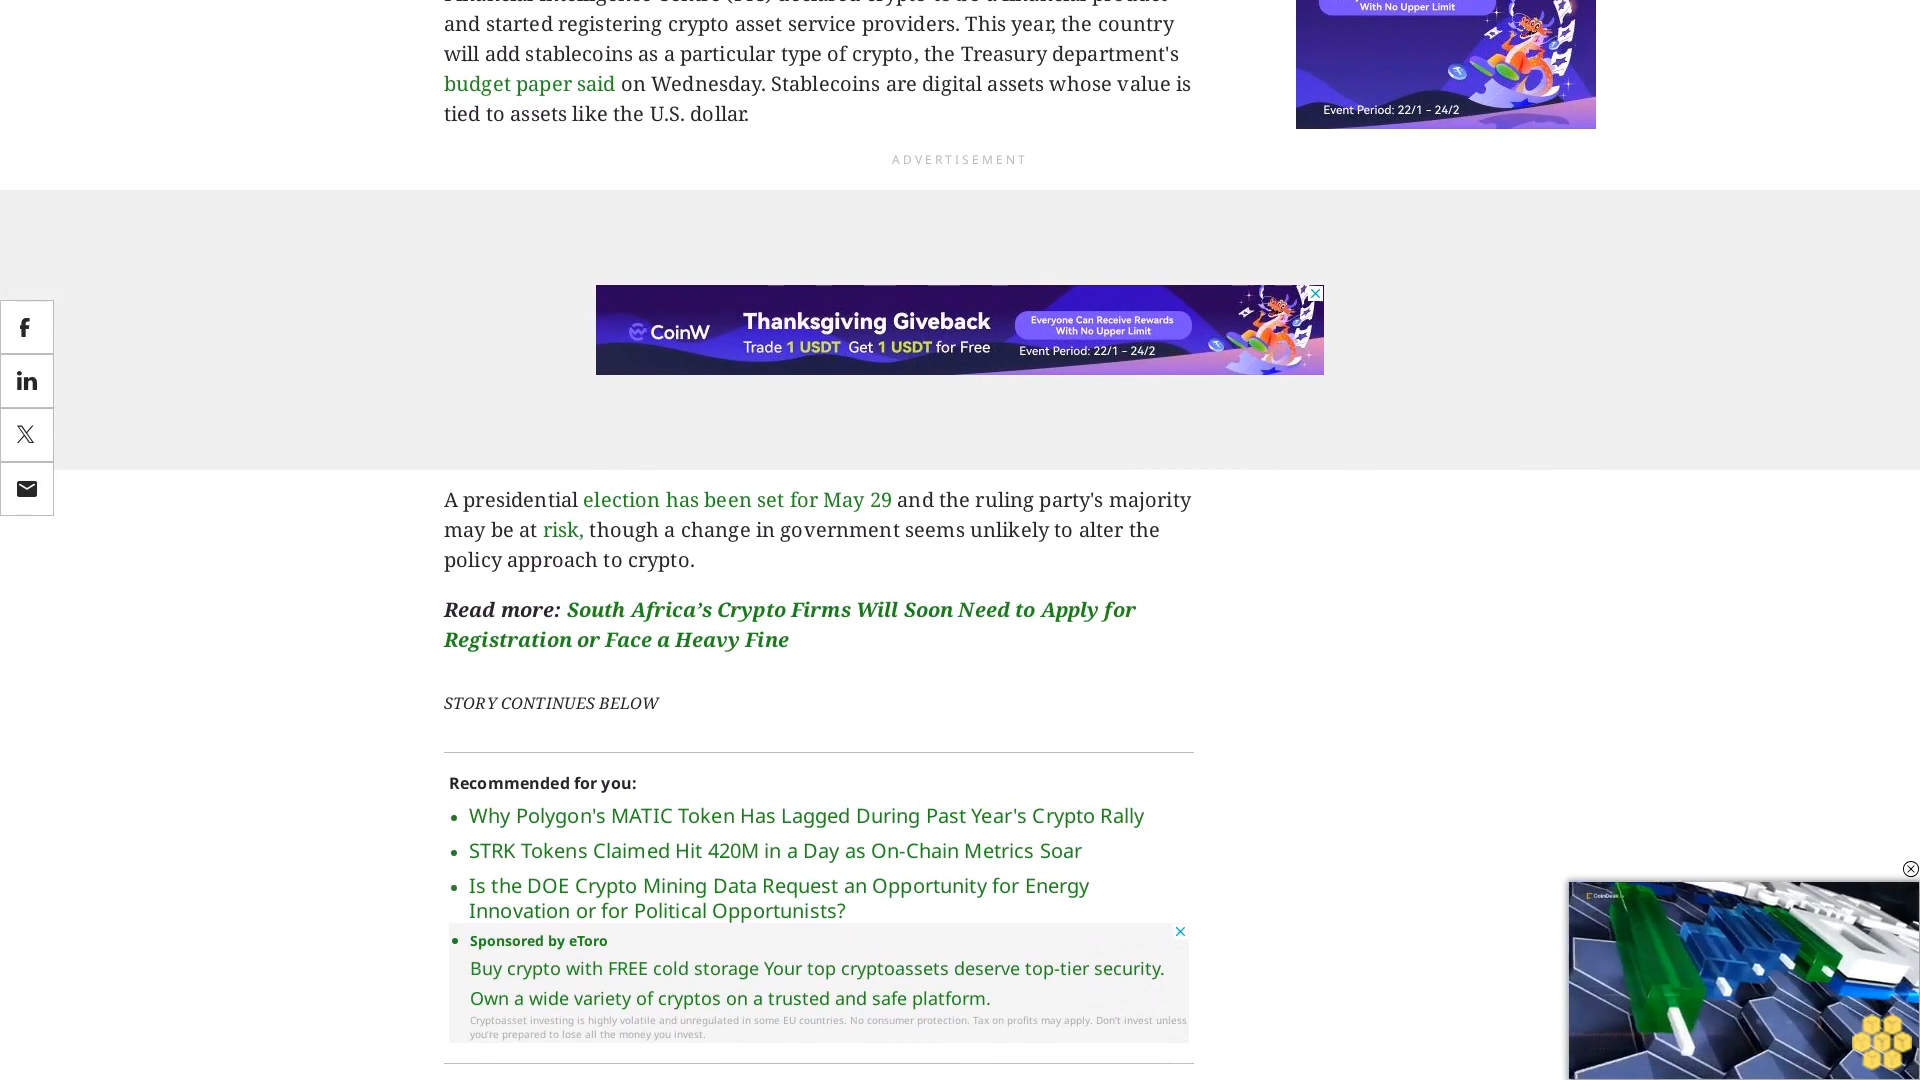 and started registering crypto asset service providers. This year, the country
will add stablecoins as a particular type of crypto, the Treasury department's
budget paper said on Wednesday. Stablecoins are digital assets whose value is
tied to assets like the U.S. dollar.
With No Upper Limit
Event Period: 22/1 - 24/2
ADVERTISEMENT
CoinW
Thanksgiving Giveback
Trade 1 USDT Get 1 USDT for Free
Everyone Can Receive Rewards
With No Upper Limit
Event Period: 22/1 - 24/2
A presidential election has been set for May 29 and the ruling party's majority
may be at risk, though a change in government seems unlikely to alter the
policy approach to crypto.
Read more: South Africa’s Crypto Firms Will Soon Need to Apply for
Registration or Face a Heavy Fine
STORY CONTINUES BELOW
Recommended for you:
• Why Polygon's MATIC Token Has Lagged During Past Year's Crypto Rally
• STRK Tokens Claimed Hit 420M in a Day as On-Chain Metrics Soar
• Is the DOE Crypto Mining Data Request an Opportunity for Energy
Innovation or for Political Opportunists?
• Sponsored by eToro
Buy crypto with FREE cold storage Your top cryptoassets deserve top-tier security.
Own a wide variety of cryptos on a trusted and safe platform.
Cryptoasset investing is highly volatile and unregulated in some EU countries. No consumer protection. Tax on profits may apply. Don't invest unless
you're prepared to lose all the money you invest.
CoinDesk